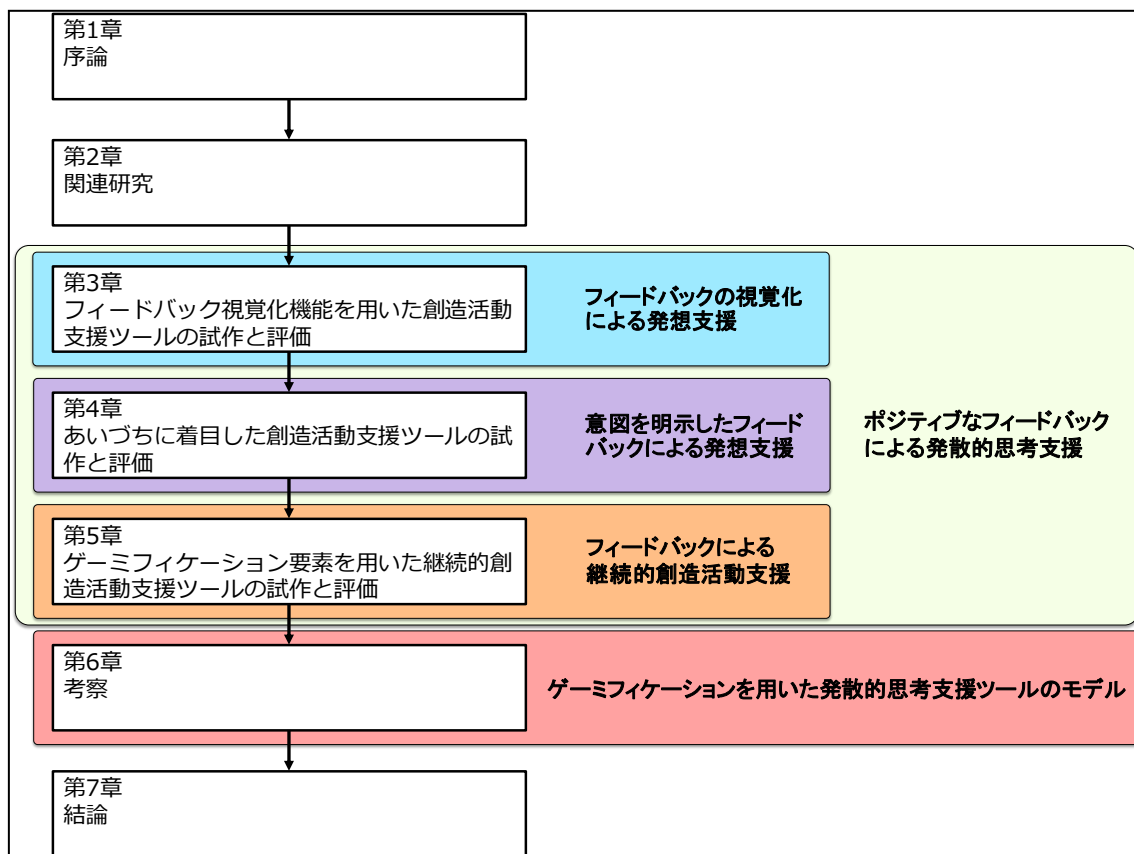 第1章
序論
第2章
関連研究
第3章
フィードバック視覚化機能を用いた創造活動
支援ツールの試作と評価
フィードバックの視覚化
による発想支援
第4章
あいづちに着目した創造活動支援ツールの試
作と評価
意図を明示したフィード
バックによる発想支援
ポジティブなフィードバック
による発散的思考支援
第5章
ゲーミフィケーション要素を用いた継続的創
造活動支援ツールの試作と評価
フィードバックによる
継続的創造活動支援
第6章
考察
ゲーミフィケーションを用いた発散的思考支援ツールのモデル
第7章
結論